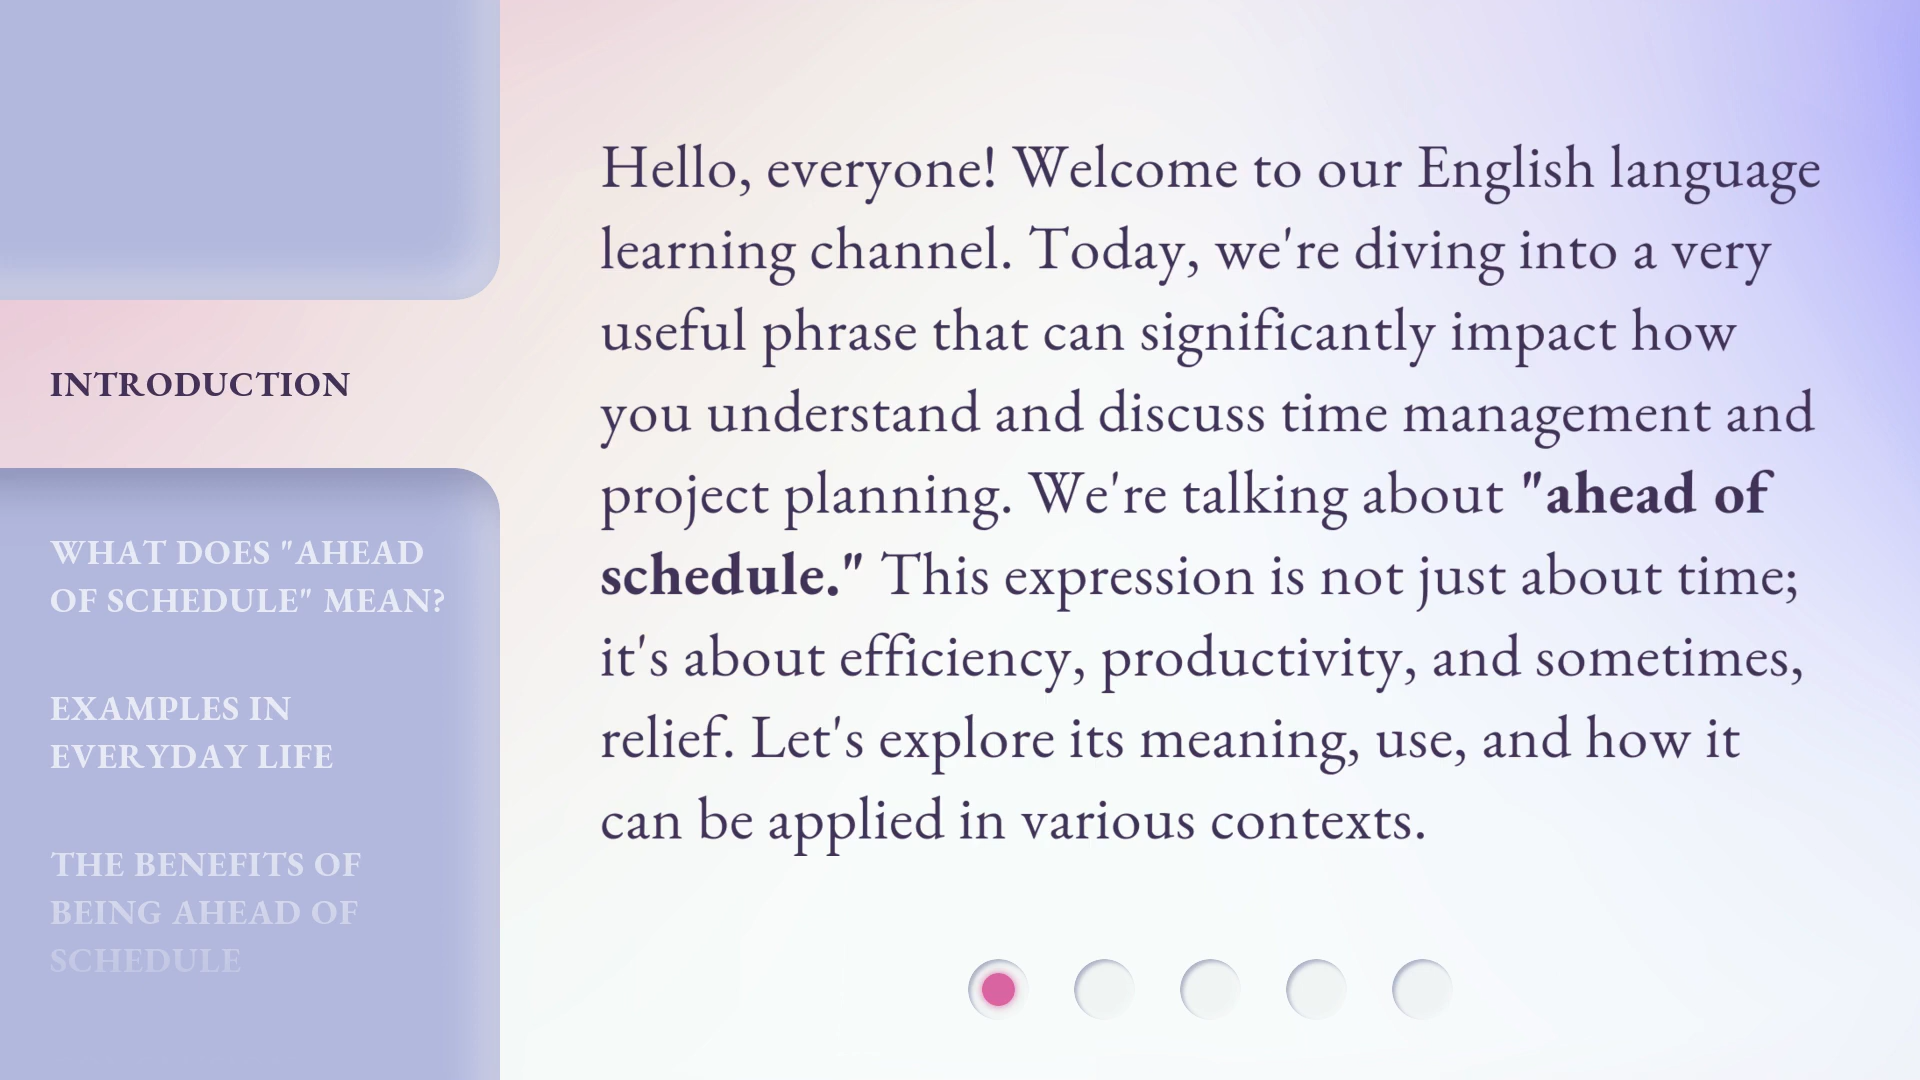 INTRODUCTION
WHAT DOES "AHEAD
OF SCHEDULE" MEAN?
EXAMPLES IN
EVERYDAY LIFE
THE BENEFITS OF
BEING AHEAD OF
SCHEDULE
Hello, everyone! Welcome to our English language
learning channel. Today, we're diving into a very
useful phrase that can significantly impact how
you understand and discuss time management and
project planning. We're talking about "ahead of
schedule." This expression is not just about time;
it's about efficiency, productivity, and sometimes,
relief. Let's explore its meaning, use, and how it
can be applied in various contexts.